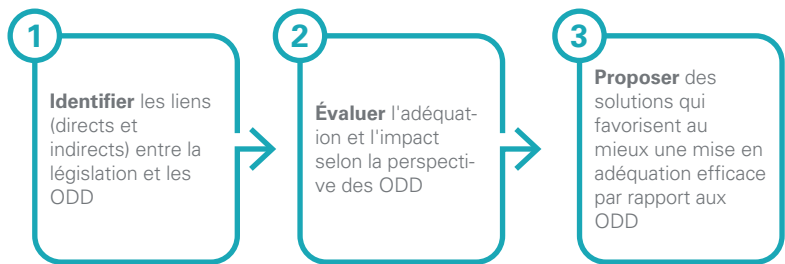 1
Identifier les liens
(directs et
indirects) entre la
législation et les
ODD
2
Évaluer l'adéquat-
ion et l'impact
selon la perspecti-
ve des ODD
3
Proposer des
solutions qui
favorisent au
mieux une mise en
adéquation efficace
par rapport aux
ODD